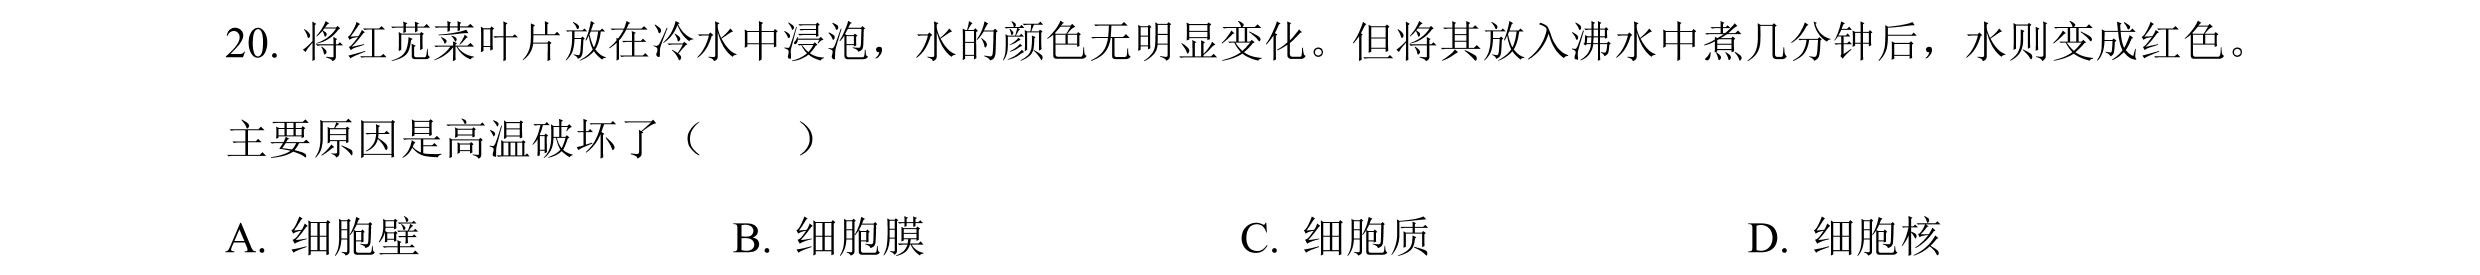 20. 将红苋菜叶片放在冷水中浸泡，水的颜色无明显变化。但将其放入沸水中煮几分钟后，水则变成红色。
主要原因是高温破坏了（　　）
A. 细胞壁　　B. 细胞膜　　C. 细胞质　　D. 细胞核